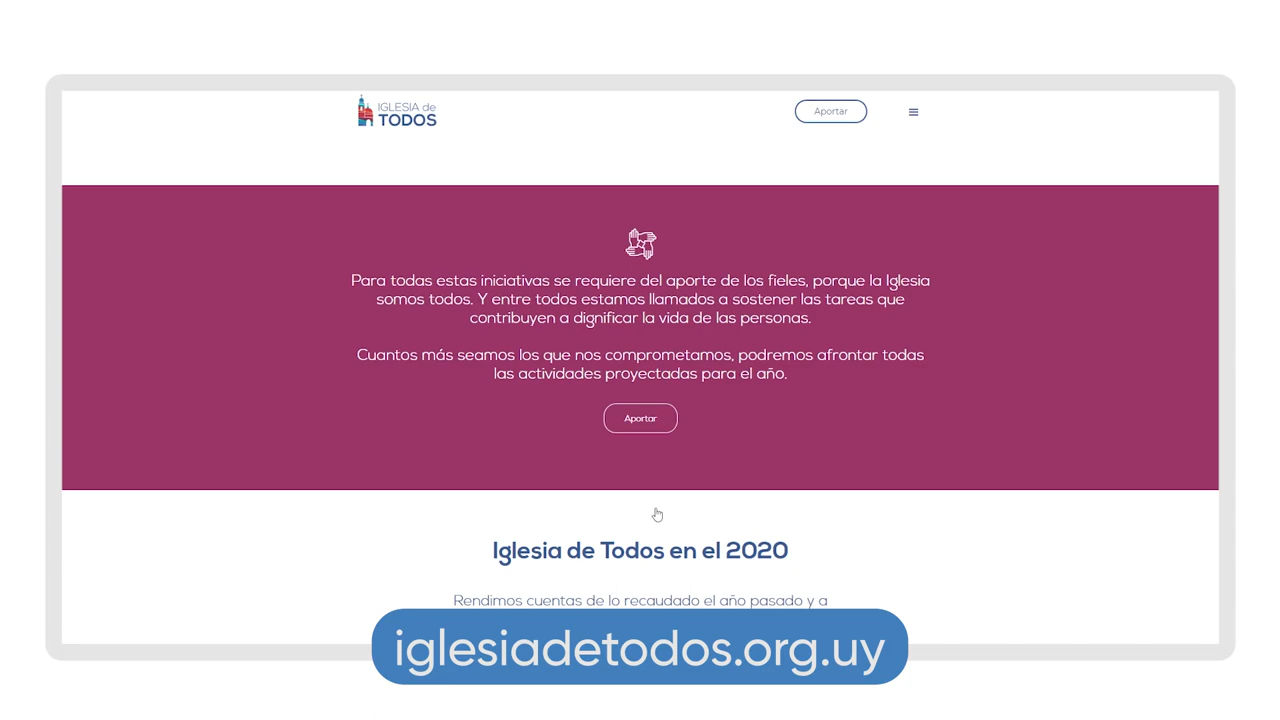 IGLESIA de
TODOS
Aportar
Para todas estas iniciativas se requiere del aporte de los fieles, porque la Iglesia
somos todos. Y entre todos estamos llamados a sostener las tareas que
contribuyen a dignificar la vida de las personas.
Cuantos más seamos los que nos comprometamos, podremos afrontar todas
las actividades proyectadas para el año.
Aportar
Iglesia de Todos en el 2020
Rendimos cuentas de lo recaudado el año pasado y a
iglesiadetodos.org.uy